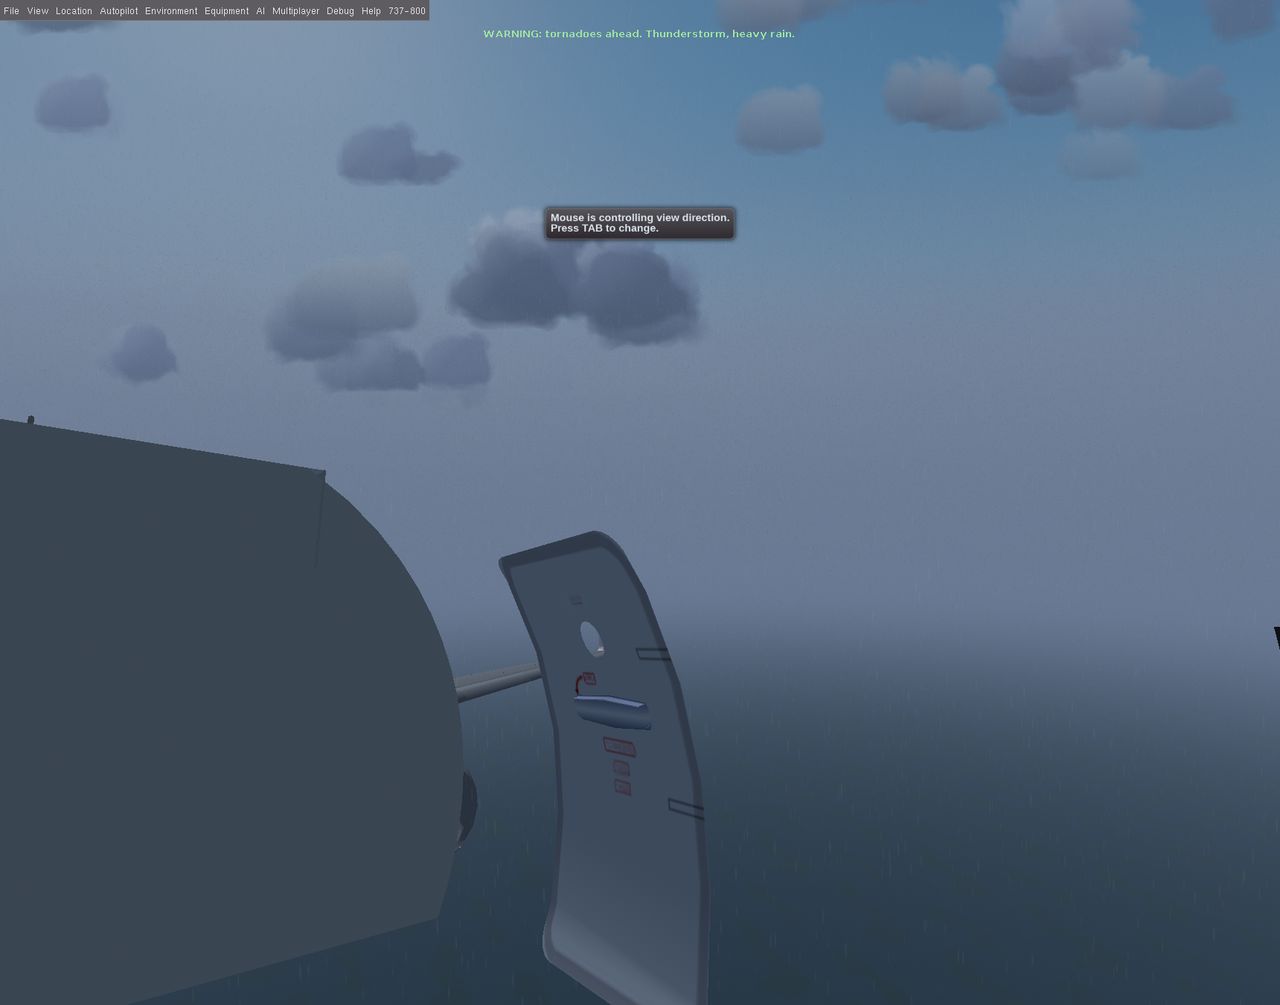 File View Location Autopilot Environment Equipment AI Multiplayer Debug Help 737-800
WARNING: tornadoes ahead. Thunderstorm, heavy rain.
Mouse is controlling view direction.
Press TAB to change.